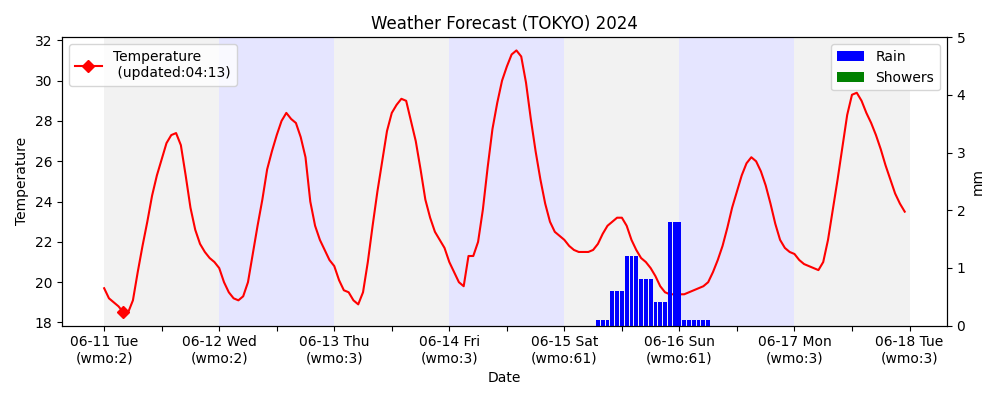 Weather Forecast (TOKYO) 2024
Temperature
(updated:04:13)
Rain
Showers
32
30
28
26
24
22
20
18
Temperature
5
4
3
2
1
0
mm
06-11 Tue
(wmo:2)
06-12 Wed
(wmo:2)
06-13 Thu
(wmo:3)
06-14 Fri
(wmo:3)
06-15 Sat
(wmo:61)
06-16 Sun
(wmo:61)
06-17 Mon
(wmo:3)
06-18 Tue
(wmo:3)
Date